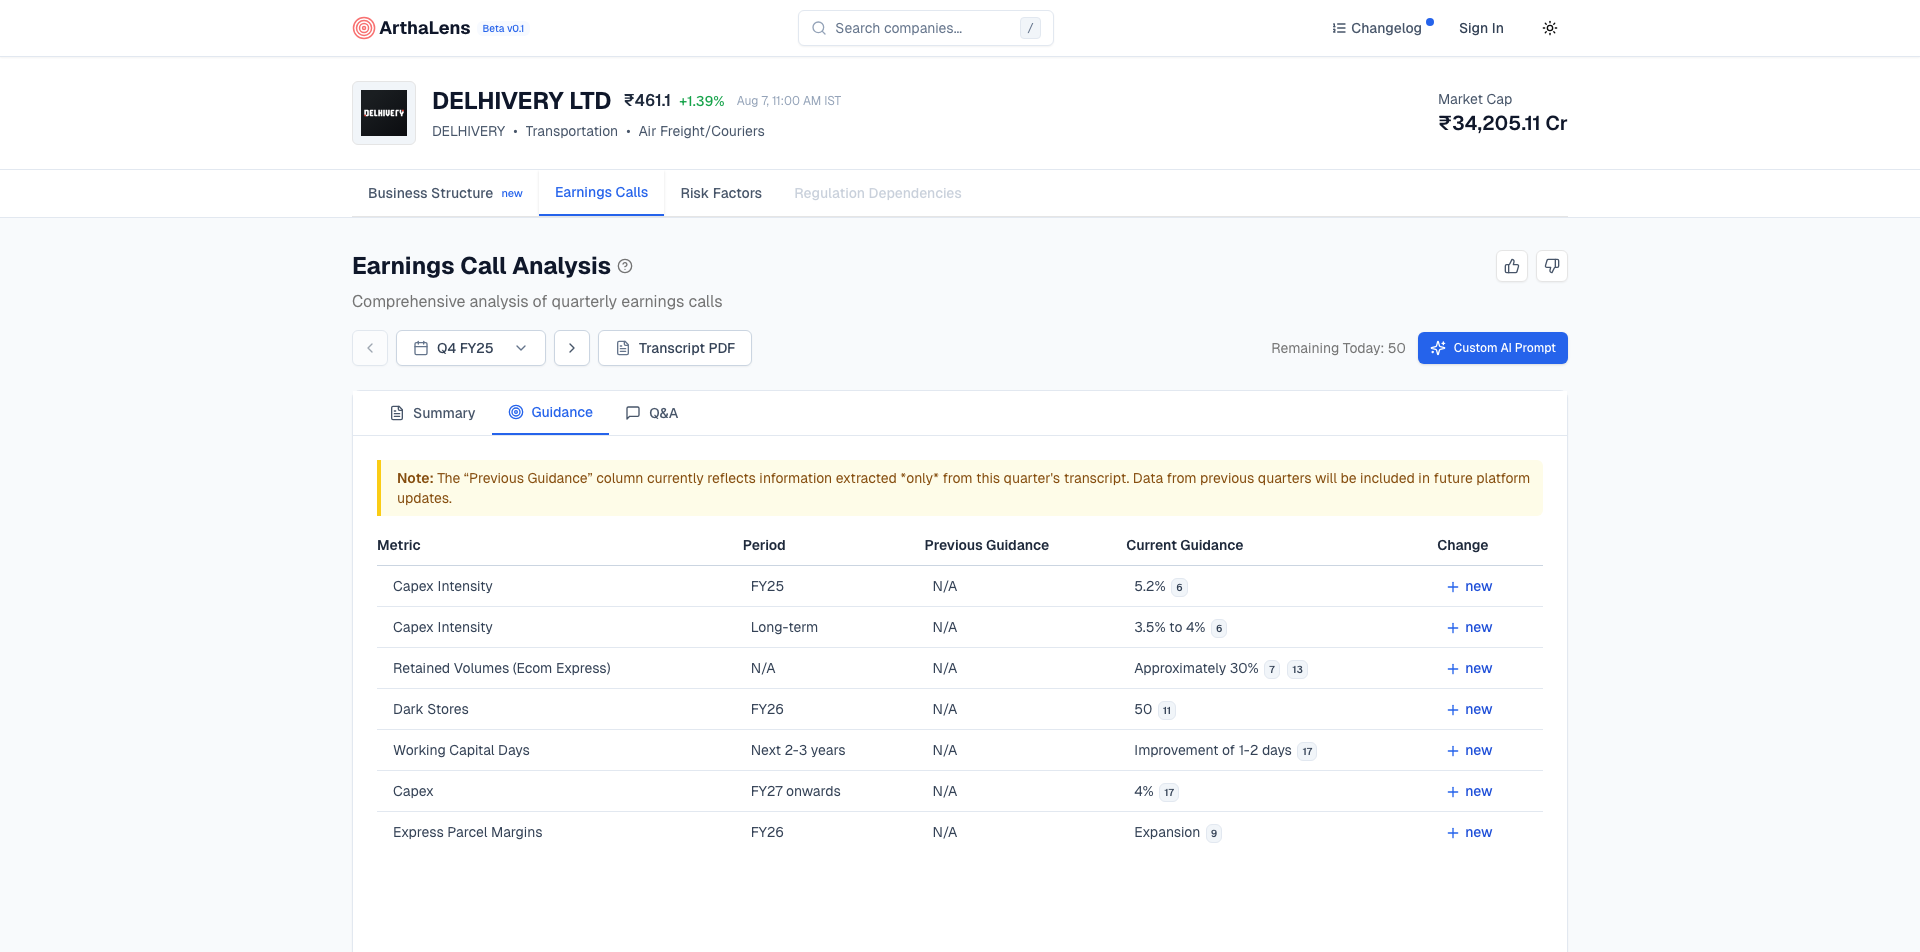 ArthaLens Beta v0.1 Search companies... / Changelog Sign In
DELHIVERY
DELHIVERY LTD ₹461.1 +1.39% Aug 7, 11:00 AM IST
DELHIVERY • Transportation • Air Freight/Couriers
Market Cap
₹34,205.11 Cr
Business Structure new Earnings Calls Risk Factors Regulation Dependencies
Earnings Call Analysis ?
Comprehensive analysis of quarterly earnings calls
Q4 FY25 Transcript PDF Remaining Today: 50 Custom AI Prompt
Summary Guidance Q&A
Note: The “Previous Guidance” column currently reflects information extracted *only* from this quarter's transcript. Data from previous quarters will be included in future platform
updates.
Metric Period Previous Guidance Current Guidance Change
Capex Intensity FY25 N/A 5.2% 6 + new
Capex Intensity Long-term N/A 3.5% to 4% 6 + new
Retained Volumes (Ecom Express) N/A N/A Approximately 30% 7 13 + new
Dark Stores FY26 N/A 50 11 + new
Working Capital Days Next 2-3 years N/A Improvement of 1-2 days 17 + new
Capex FY27 onwards N/A 4% 17 + new
Express Parcel Margins FY26 N/A Expansion 9 + new